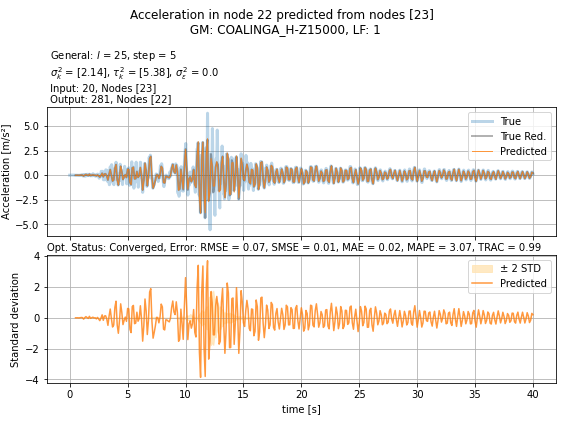 Acceleration in node 22 predicted from nodes [23]
GM: COALINGA_H-Z15000, LF: 1
General: l = 25, step = 5
σ²ₖ = [2.14], τ²ₖ = [5.38], σ²ε = 0.0
Input: 20, Nodes [23]
Output: 281, Nodes [22]
Acceleration [m/s²]
5.0
2.5
0.0
−2.5
−5.0
True
True Red.
Predicted
Opt. Status: Converged, Error: RMSE = 0.07, SMSE = 0.01, MAE = 0.02, MAPE = 3.07, TRAC = 0.99
Standard deviation
4
2
0
−2
−4
± 2 STD
Predicted
0 5 10 15 20 25 30 35 40
time [s]